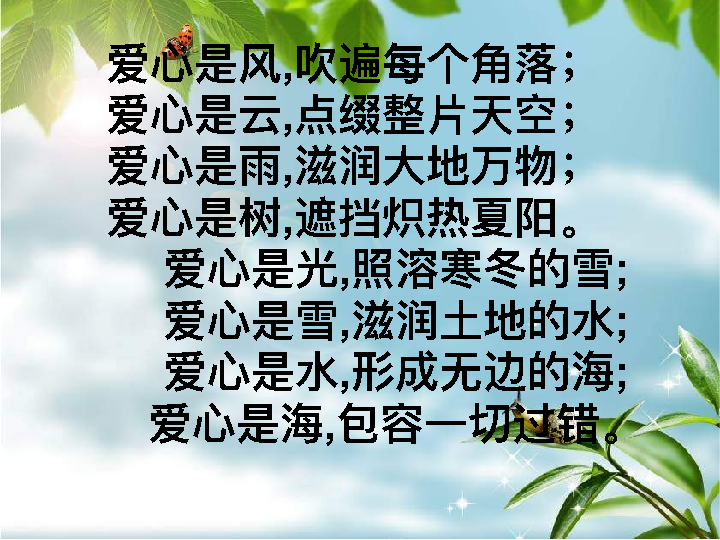 爱心是风,吹遍每个角落；
爱心是云,点缀整片天空；
爱心是雨,滋润大地万物；
爱心是树,遮挡炽热夏阳。
爱心是光,照溶寒冬的雪;
爱心是雪,滋润土地的水;
爱心是水,形成无边的海;
爱心是海,包容一切过错。